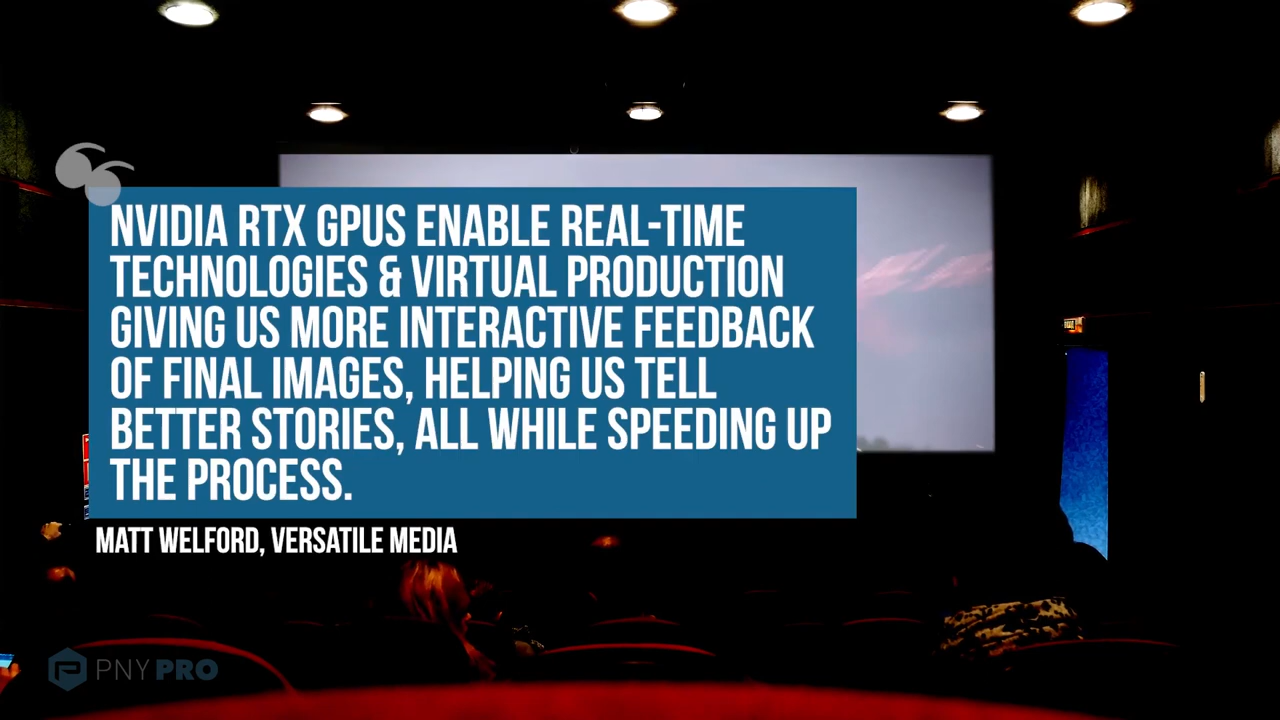 NVIDIA RTX GPUS ENABLE REAL-TIME
TECHNOLOGIES & VIRTUAL PRODUCTION
GIVING US MORE INTERACTIVE FEEDBACK
OF FINAL IMAGES, HELPING US TELL
BETTER STORIES, ALL WHILE SPEEDING UP
THE PROCESS.
MATT WELFORD, VERSATILE MEDIA
PNY PRO